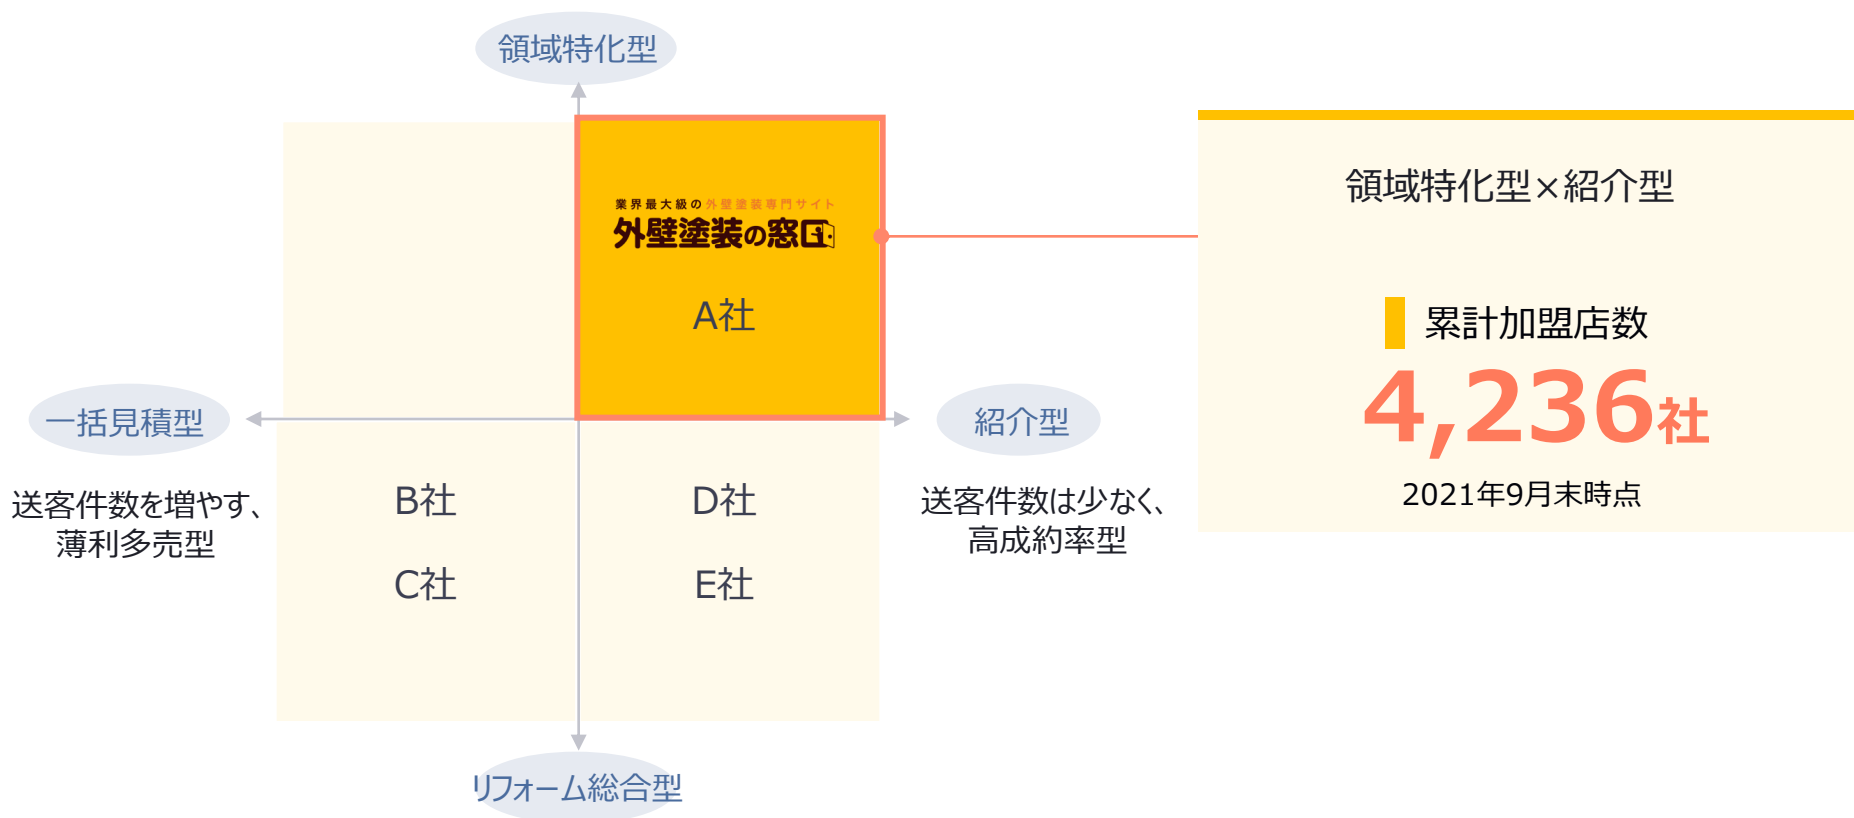 領域特化型
業界最大級の外壁塗装専門サイト
外壁塗装の窓口
A社
一括見積型
送客件数を増やす、
薄利多売型
紹介型
送客件数は少なく、
高成約率型
B社
D社
C社
E社
リフォーム総合型
領域特化型×紹介型
累計加盟店数
4,236社
2021年9月末時点